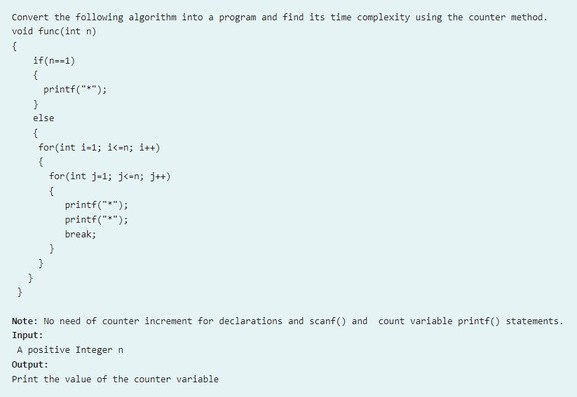 Convert the following algorithm into a program and find its time complexity using the counter method.
void func(int n)
{
    if(n==1)
    {
      printf("*");
    }
    else
    {
     for(int i=1; i<=n; i++)
     {
       for(int j=1; j<=n; j++)
       {
          printf("*");
          printf("*");
          break;
       }
     }
   }
 }
Note: No need of counter increment for declarations and scanf() and  count variable printf() statements.
Input:
 A positive Integer n
Output:
Print the value of the counter variable